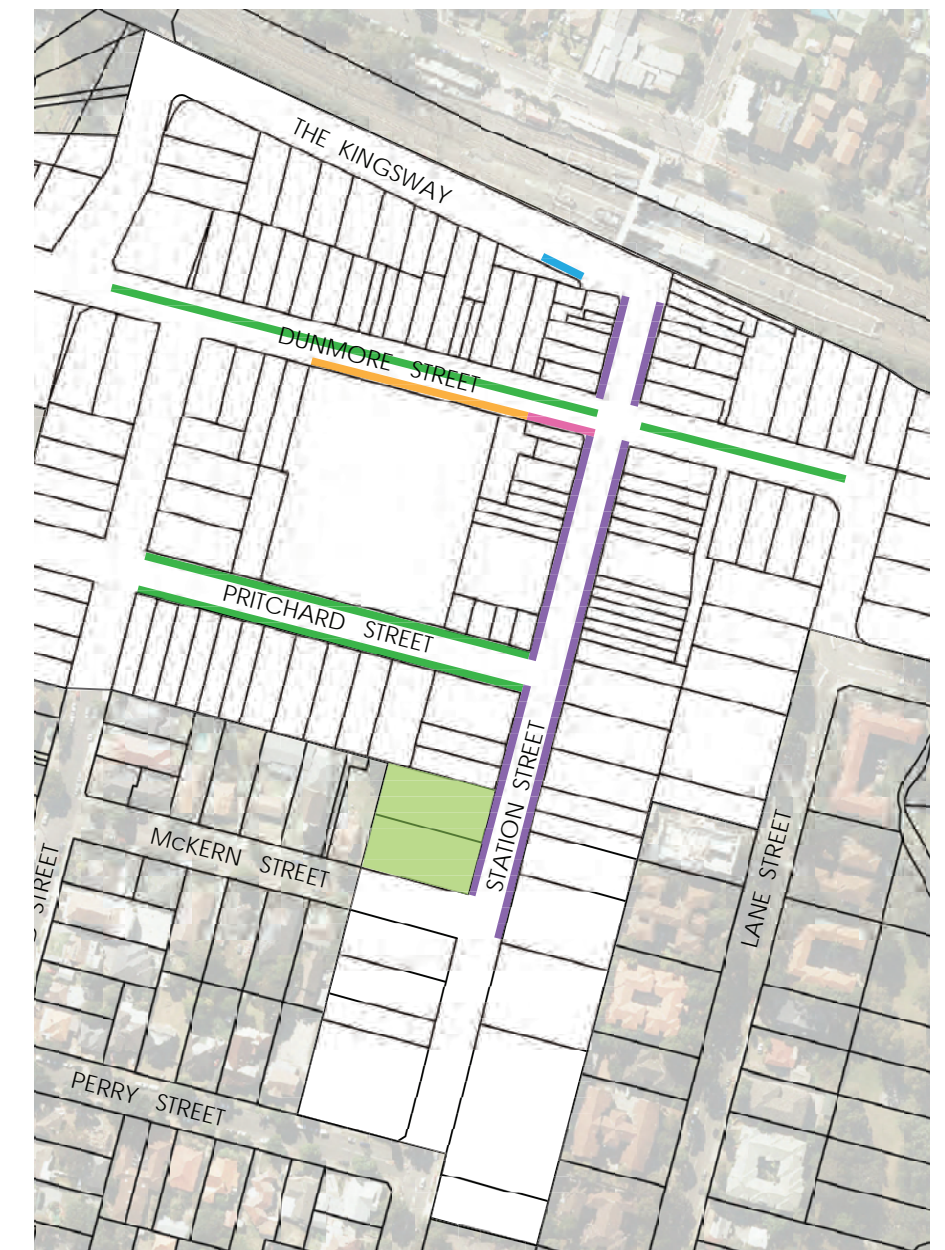 THE KINGSWAY
DUNMORE STREET
PRITCHARD STREET
STATION STREET
McKERN STREET
LANE STREET
STREET
PERRY STREET